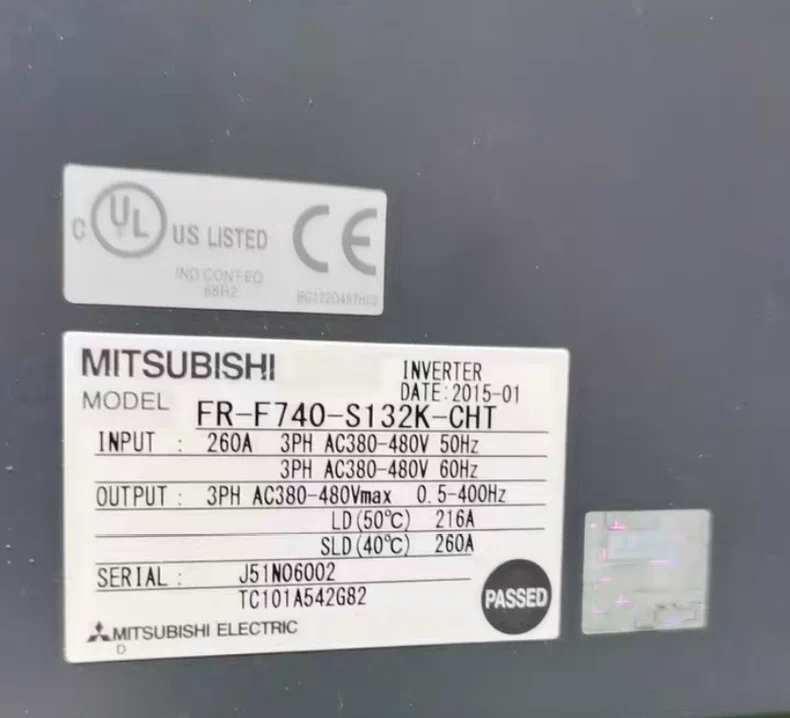 C UL US LISTED CE
IND.CONT.EQ
MITSUBISHI
INVERTER
DATE:2015-01
MODEL FR-F740-S132K-CHT
INPUT : 260A 3PH AC380-480V 50Hz
3PH AC380-480V 60Hz
OUTPUT : 3PH AC380-480Vmax 0.5-400Hz
LD(50℃) 216A
SLD(40℃) 260A
SERIAL : J51N06002
TC101A542G82
PASSED
MITSUBISHI ELECTRIC
D